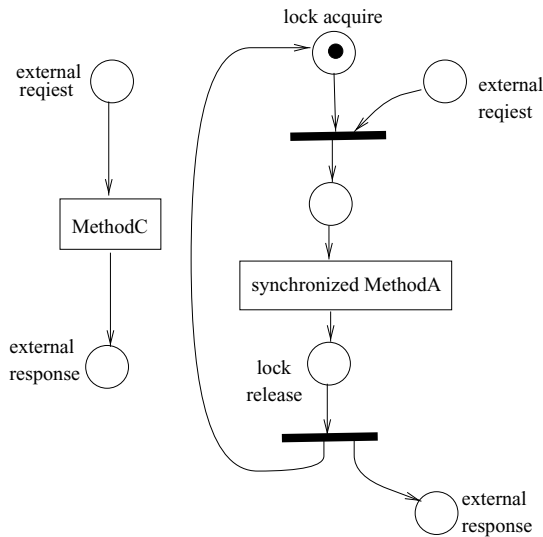 lock acquire
external
reqiest
external
reqiest
MethodC
synchronized MethodA
external
response
lock
release
external
response